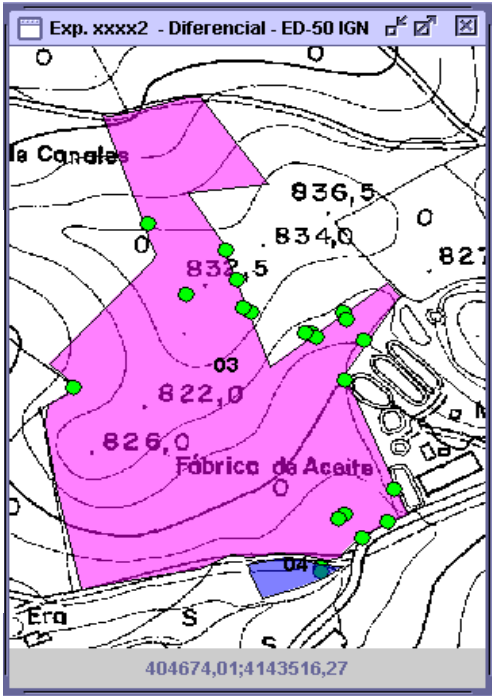 Exp. xxxx2 - Diferencial - ED-50 IGN
O
O
la Canales
836,5
O
834,0
O
827
832,5
03
822,0
826,0
Fábrica de Aceite
O
04
Era
S
S
404674,01;4143516,27